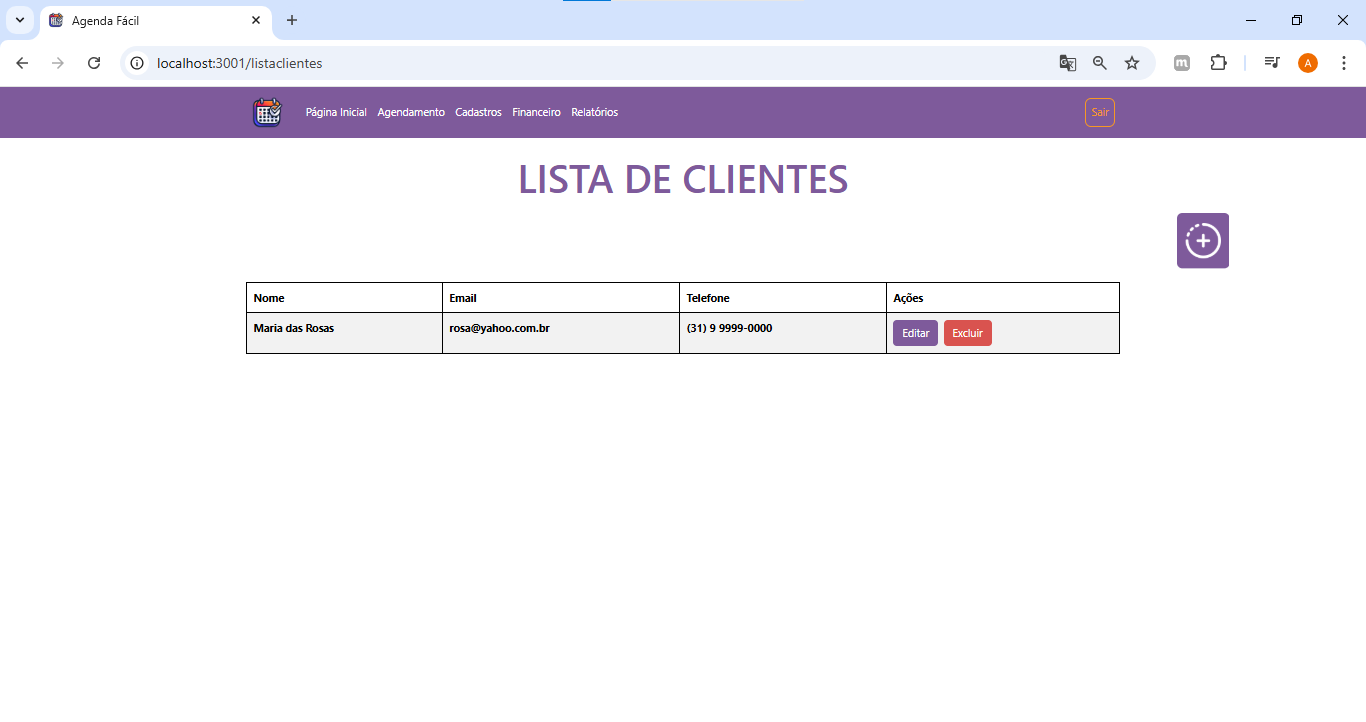 Agenda Fácil
localhost:3001/listaclientes
A
Página Inicial Agendamento Cadastros Financeiro Relatórios Sair
LISTA DE CLIENTES
Nome Email Telefone Ações
Maria das Rosas rosa@yahoo.com.br (31) 9 9999-0000 Editar Excluir